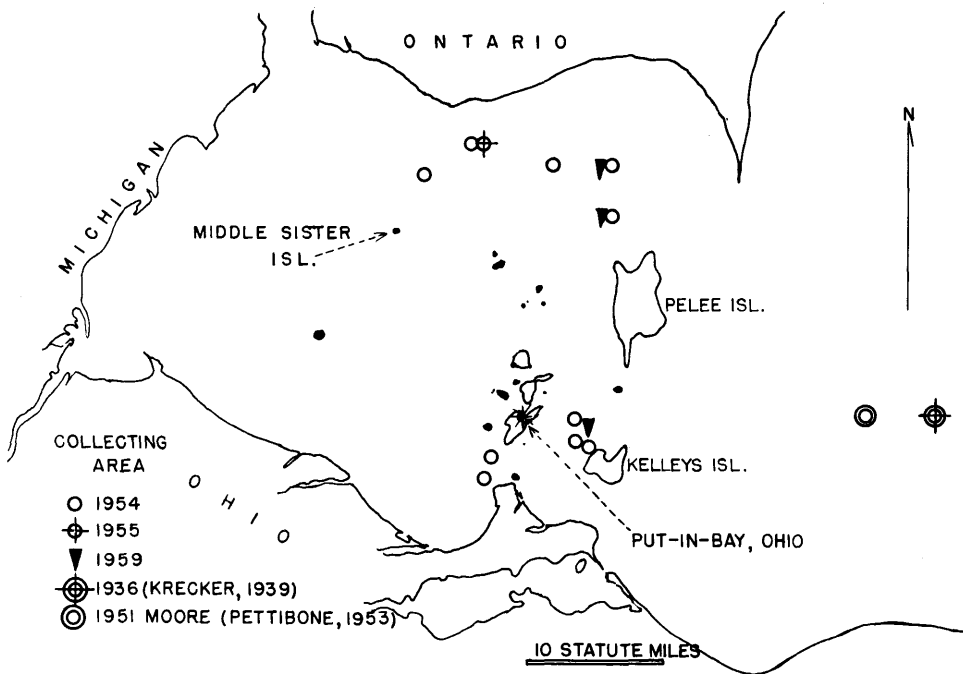 ONTARIO
N
MICHIGAN
MIDDLE SISTER
ISL.
PELEE ISL.
COLLECTING
AREA
KELLEYS ISL.
OHIO
1954
1955
PUT-IN-BAY, OHIO
1959
1936 (KRECKER, 1939)
1951 MOORE (PETTIBONE, 1953)
10 STATUTE MILES